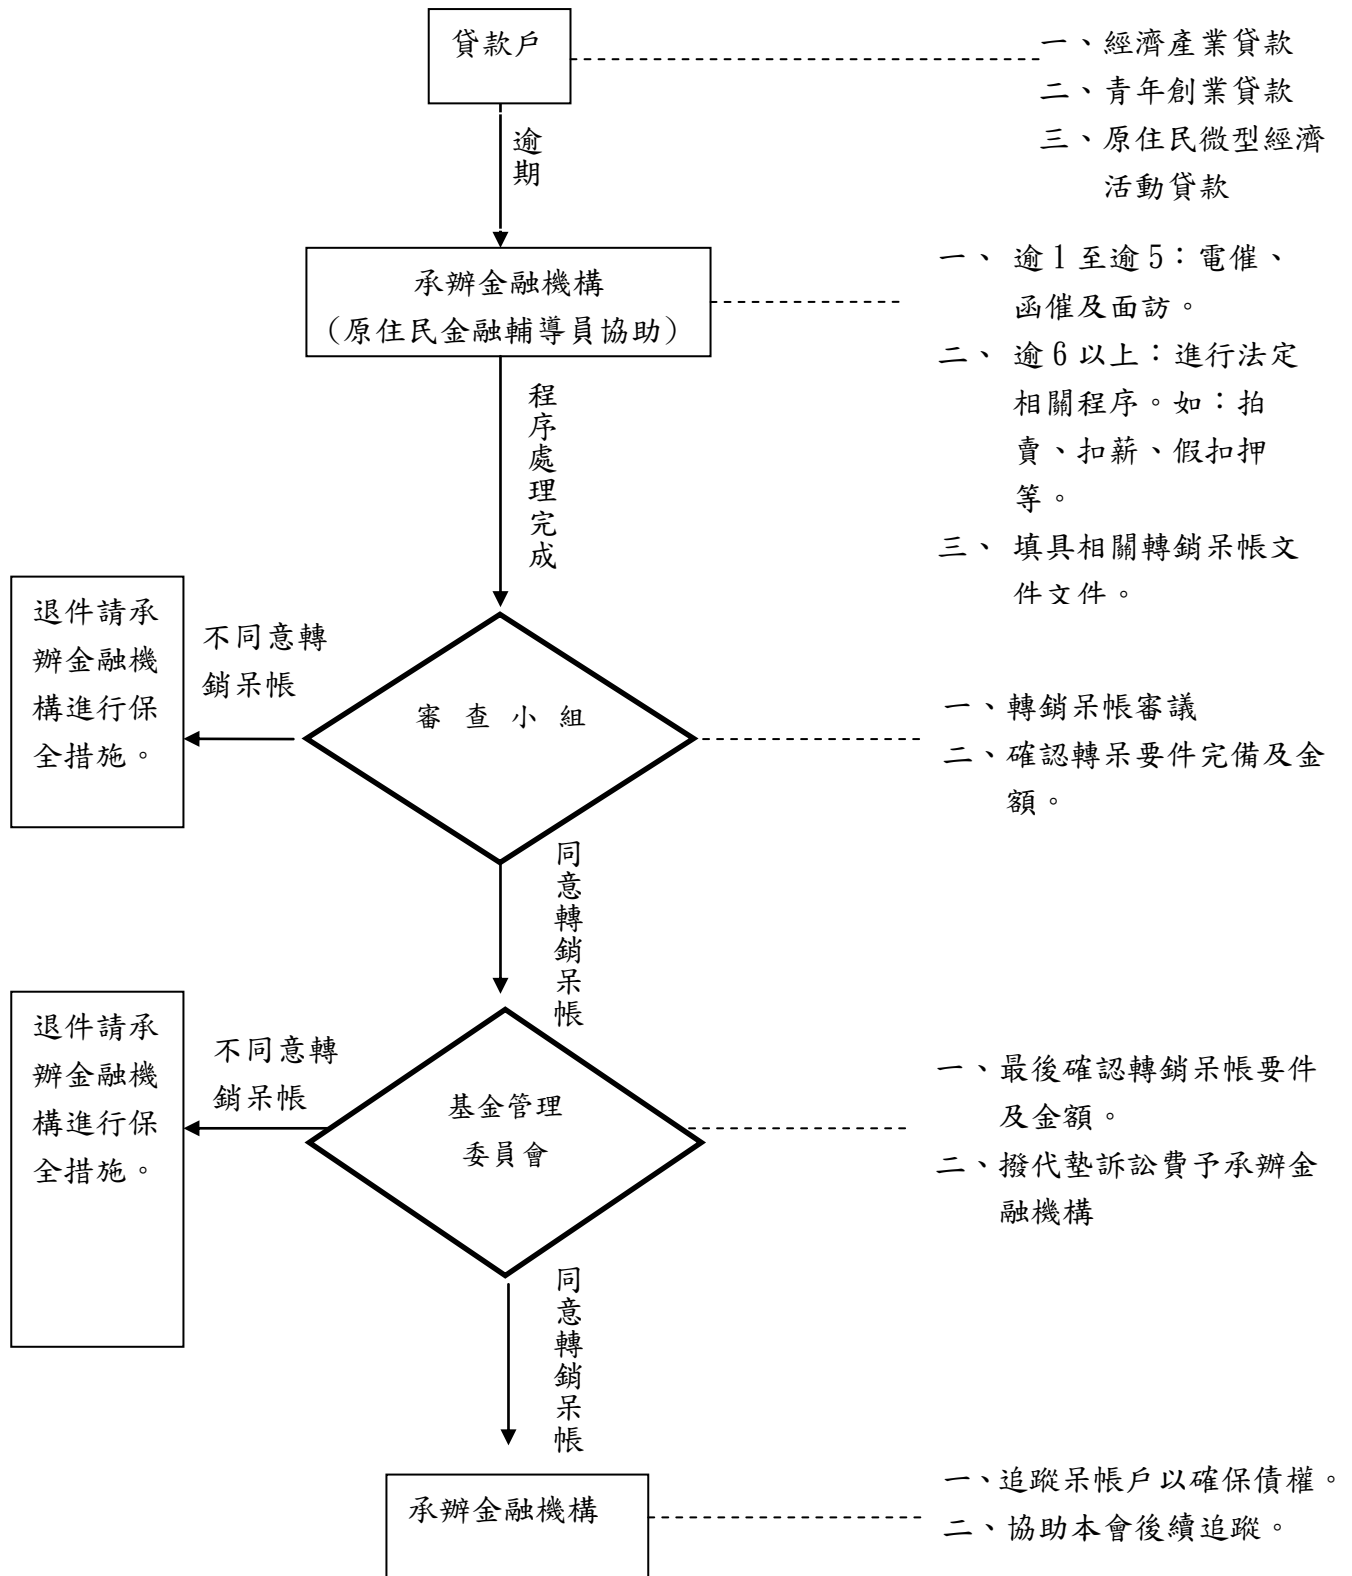 貸款戶
一、經濟產業貸款
二、青年創業貸款
三、原住民微型經濟
活動貸款
逾期
承辦金融機構
（原住民金融輔導員協助）
一、 逾1至逾5：電催、
函催及面訪。
二、 逾6以上：進行法定
相關程序。如：拍
賣、扣薪、假扣押
等。
三、 填具相關轉銷呆帳文
件文件。
程序處理完成
退件請承
辦金融機
構進行保
全措施。
不同意轉
銷呆帳
審查小組
一、轉銷呆帳審議
二、確認轉呆要件完備及金
額。
同意轉銷呆帳
退件請承
辦金融機
構進行保
全措施。
不同意轉
銷呆帳
基金管理
委員會
一、最後確認轉銷呆帳要件
及金額。
二、撥代墊訴訟費予承辦金
融機構
同意轉銷呆帳
承辦金融機構
一、追蹤呆帳戶以確保債權。
二、協助本會後續追蹤。